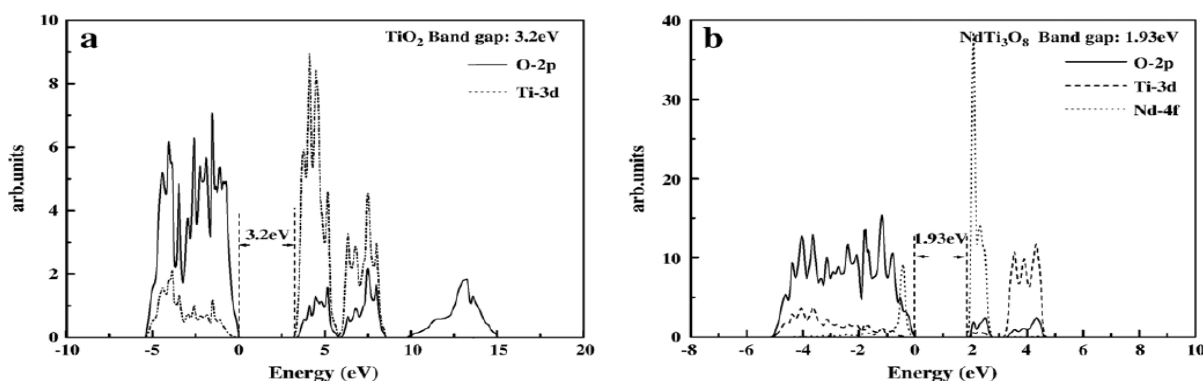 a
TiO2 Band gap: 3.2eV
O-2p
Ti-3d
3.2eV
arb.units
10
8
6
4
2
0
-10 -5 0 5 10 15 20
Energy (eV)
b
NdTi3O8 Band gap: 1.93eV
O-2p
Ti-3d
Nd-4f
1.93eV
arb.units
40
30
20
10
0
-8 -6 -4 -2 0 2 4 6 8 10
Energy (eV)